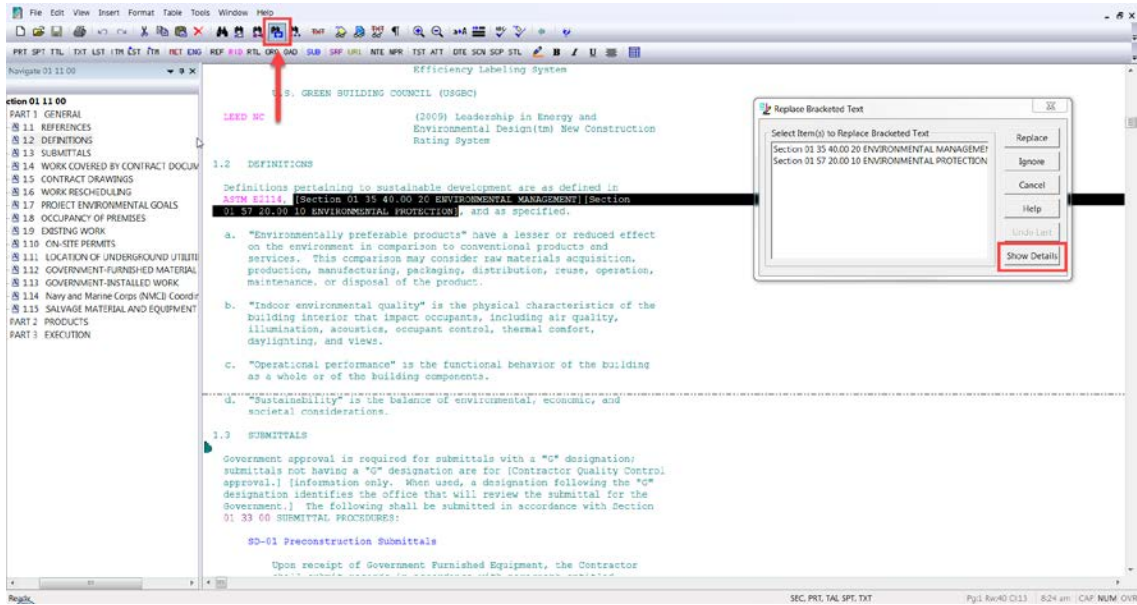 File Edit View Insert Format Table Tools Window Help
PRT SPT TTL TXT LST ITM LST ITM MET ENG REF RID RTL ORG OAD SUB SRF URL NTE NPR TST ATT DTE SCN SCP STL B I U
Navigate 01 11 00
ction 01 11 00
PART 1 GENERAL
1.1 REFERENCES
1.2 DEFINITIONS
1.3 SUBMITTALS
1.4 WORK COVERED BY CONTRACT DOCUM
1.5 CONTRACT DRAWINGS
1.6 WORK RESCHEDULING
1.7 PROJECT ENVIRONMENTAL GOALS
1.8 OCCUPANCY OF PREMISES
1.9 EXISTING WORK
1.10 ON-SITE PERMITS
1.11 LOCATION OF UNDERGROUND UTILITI
1.12 GOVERNMENT-FURNISHED MATERIAL
1.13 GOVERNMENT-INSTALLED WORK
1.14 Navy and Marine Corps (NMCI) Coordir
1.15 SALVAGE MATERIAL AND EQUIPMENT
PART 2 PRODUCTS
PART 3 EXECUTION
Efficiency Labeling System
U.S. GREEN BUILDING COUNCIL (USGBC)
LEED NC (2009) Leadership in Energy and
Environmental Design(tm) New Construction
Rating System
1.2 DEFINITIONS
Definitions pertaining to sustainable development are as defined in
ASTM E2114, [Section 01 35 40.00 20 ENVIRONMENTAL MANAGEMENT][Section
01 57 20.00 10 ENVIRONMENTAL PROTECTION], and as specified.
a. "Environmentally preferable products" have a lesser or reduced effect
on the environment in comparison to conventional products and
services. This comparison may consider raw materials acquisition,
production, manufacturing, packaging, distribution, reuse, operation,
maintenance, or disposal of the product.
b. "Indoor environmental quality" is the physical characteristics of the
building interior that impact occupants, including air quality,
illumination, acoustics, occupant control, thermal comfort,
daylighting, and views.
c. "Operational performance" is the functional behavior of the building
as a whole or of the building components.
d. "Sustainability" is the balance of environmental, economic, and
societal considerations.
1.3 SUBMITTALS
Government approval is required for submittals with a "G" designation;
submittals not having a "G" designation are for [Contractor Quality Control
approval.] [information only. When used, a designation following the "G"
designation identifies the office that will review the submittal for the
Government.] The following shall be submitted in accordance with Section
01 33 00 SUBMITTAL PROCEDURES:
SD-01 Preconstruction Submittals
Upon receipt of Government Furnished Equipment, the Contractor
Replace Bracketed Text
Select Item(s) to Replace Bracketed Text
Section 01 35 40.00 20 ENVIRONMENTAL MANAGEMEN
Section 01 57 20.00 10 ENVIRONMENTAL PROTECTION
Replace
Ignore
Cancel
Help
Undo Last
Show Details
Ready
SEC, PRT, TAL SPT, TXT
8:24 am CAP NUM OVR